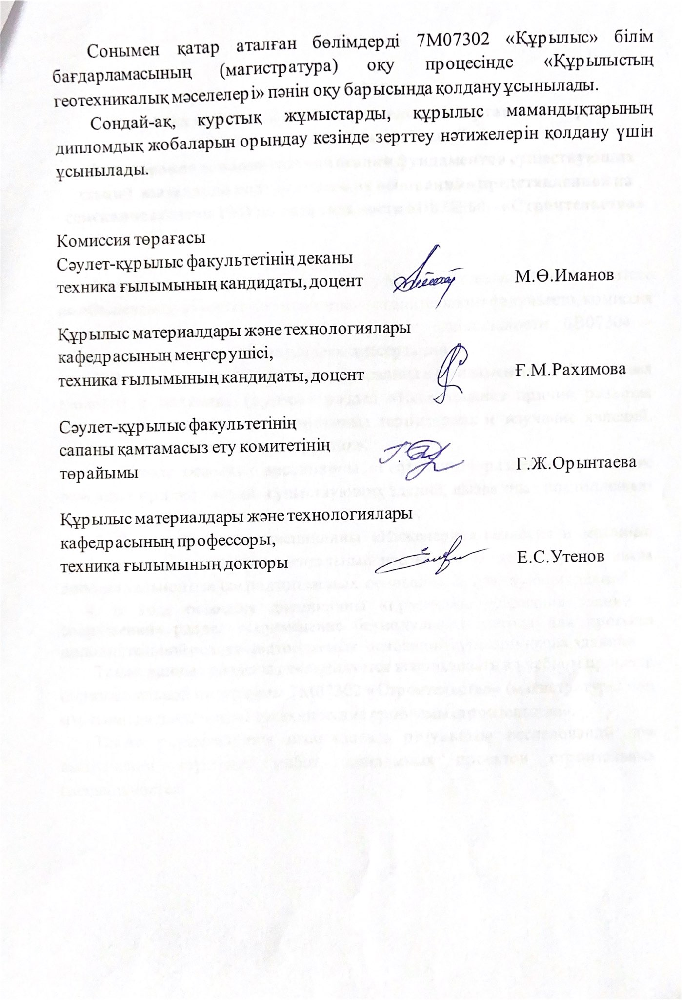 Сонымен қатар аталған бөлімдерді 7М07302 «Құрылыс» білім
бағдарламасының (магистратура) оқу процесінде «Құрылыстың
геотехникалық мәселелері» пәнін оқу барысында қолдану ұсынылады.
Сондай-ақ, курстық жұмыстарды, құрылыс мамандықтарының
дипломдық жобаларын орындау кезінде зерттеу нәтижелерін қолдану үшін
ұсынылады.
Комиссия төрағасы
Сәулет-құрылыс факультетінің деканы
техника ғылымының кандидаты, доцент М.Ө.Иманов
Құрылыс материалдары және технологиялары
кафедрасының меңгерушісі,
техника ғылымының кандидаты, доцент Ғ.М.Рахимова
Сәулет-құрылыс факультетінің
сапаны қамтамасыз ету комитетінің
төрайымы Г.Ж.Орынтаева
Құрылыс материалдары және технологиялары
кафедрасының профессоры,
техника ғылымының докторы Е.С.Утенов